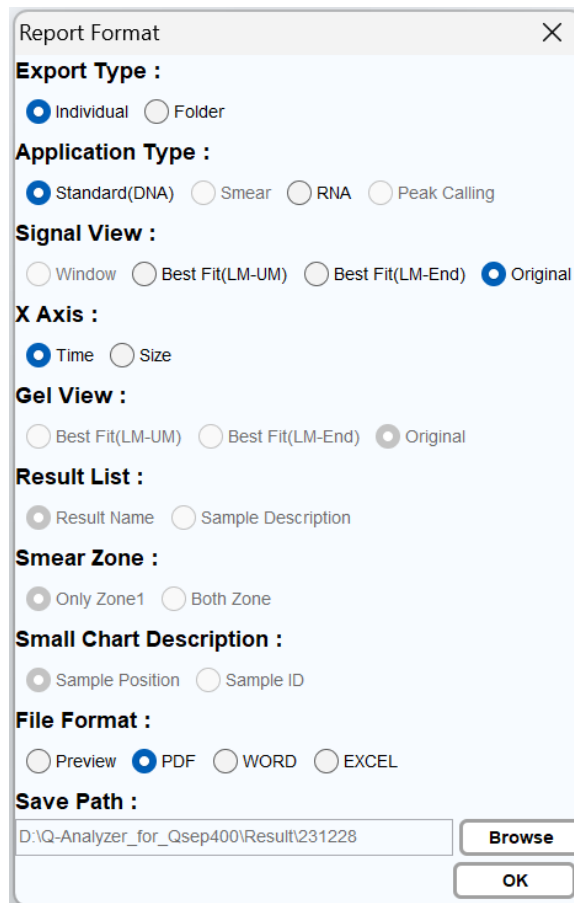 Report Format
Export Type :
Individual Folder
Application Type :
Standard(DNA) Smear RNA Peak Calling
Signal View :
Window Best Fit(LM-UM) Best Fit(LM-End) Original
X Axis :
Time Size
Gel View :
Best Fit(LM-UM) Best Fit(LM-End) Original
Result List :
Result Name Sample Description
Smear Zone :
Only Zone1 Both Zone
Small Chart Description :
Sample Position Sample ID
File Format :
Preview PDF WORD EXCEL
Save Path :
D:\Q-Analyzer_for_Qsep400\Result\231228 Browse
OK